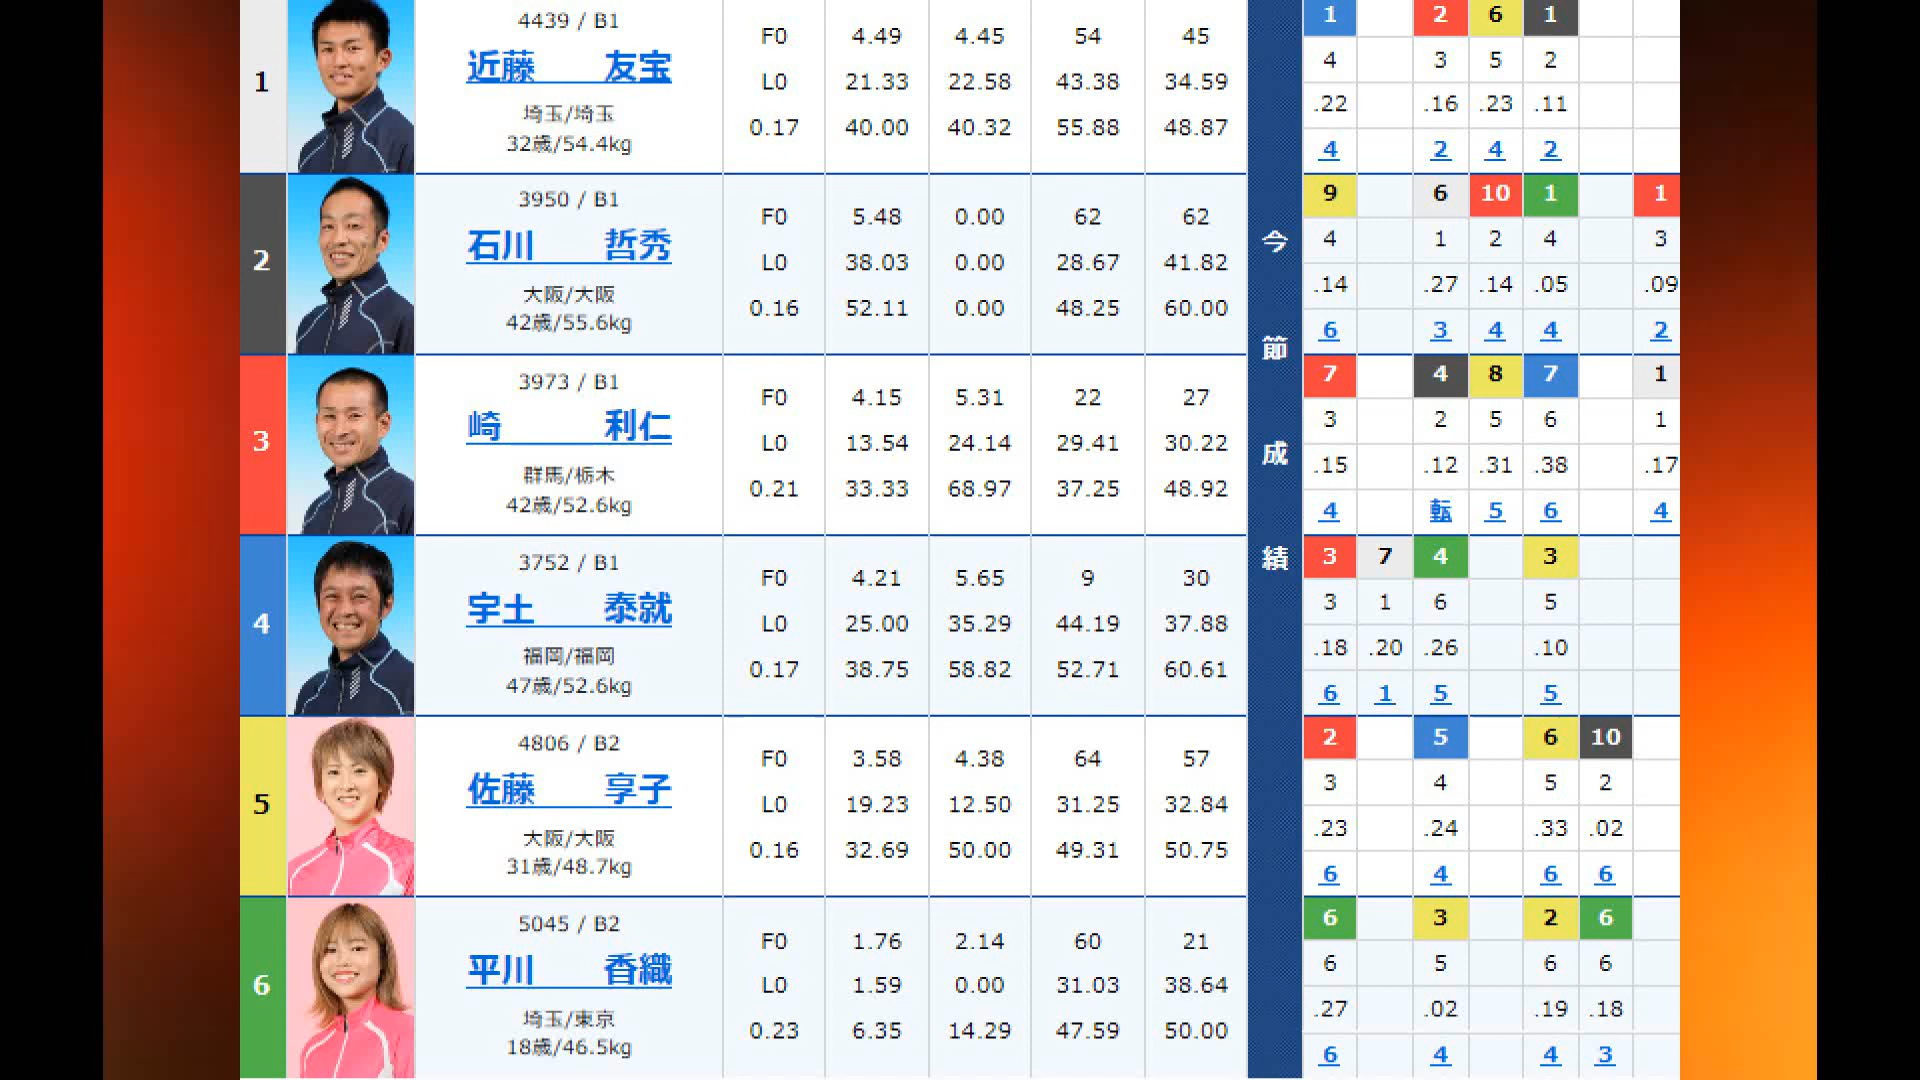 1
4439 / B1
近藤 友宝
埼玉/埼玉
32歳/54.4kg
F0 4.49 4.45 54 45
L0 21.33 22.58 43.38 34.59
0.17 40.00 40.32 55.88 48.87
1 2 6 1
4 3 5 2
.22 .16 .23 .11
4 2 4 2
2
3950 / B1
石川 哲秀
大阪/大阪
42歳/55.6kg
F0 5.48 0.00 62 62
L0 38.03 0.00 28.67 41.82
0.16 52.11 0.00 48.25 60.00
9 6 10 1 1
4 1 2 4 3
.14 .27 .14 .05 .09
6 3 4 4 2
今節成績
3
3973 / B1
崎 利仁
群馬/栃木
42歳/52.6kg
F0 4.15 5.31 22 27
L0 13.54 24.14 29.41 30.22
0.21 33.33 68.97 37.25 48.92
7 4 8 7 1
3 2 5 6 1
.15 .12 .31 .38 .17
4 転 5 6 4
4
3752 / B1
宇土 泰就
福岡/福岡
47歳/52.6kg
F0 4.21 5.65 9 30
L0 25.00 35.29 44.19 37.88
0.17 38.75 58.82 52.71 60.61
3 7 4 3
3 1 6 5
.18 .20 .26 .10
6 1 5 5
5
4806 / B2
佐藤 享子
大阪/大阪
31歳/48.7kg
F0 3.58 4.38 64 57
L0 19.23 12.50 31.25 32.84
0.16 32.69 50.00 49.31 50.75
2 5 6 10
3 4 5 2
.23 .24 .33 .02
6 4 6 6
6
5045 / B2
平川 香織
埼玉/東京
18歳/46.5kg
F0 1.76 2.14 60 21
L0 1.59 0.00 31.03 38.64
0.23 6.35 14.29 47.59 50.00
6 3 2 6
6 5 6 6
.27 .02 .19 .18
6 4 4 3